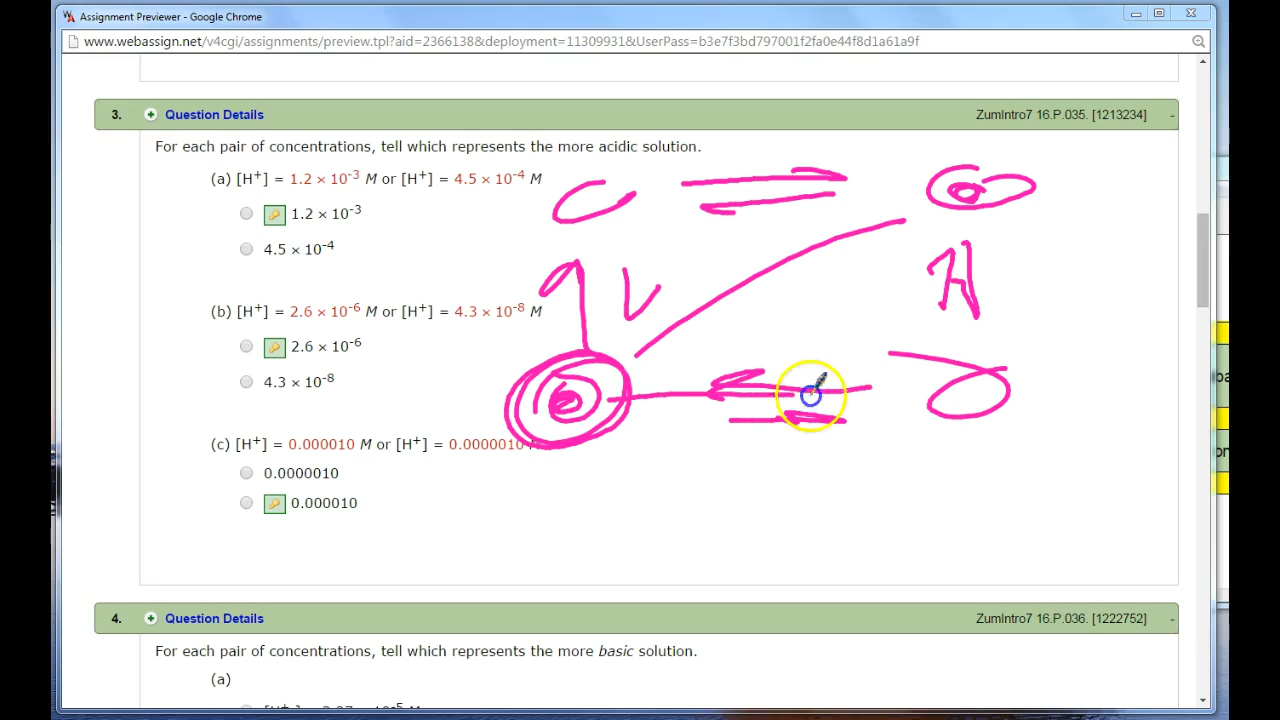 Assignment Previewer - Google Chrome
www.webassign.net/v4cgi/assignments/preview.tpl?aid=2366138&deployment=11309931&UserPass=b3e7f3bd797001f2fa0e44f8d1a61a9f
3. Question Details ZumIntro7 16.P.035. [1213234] -
For each pair of concentrations, tell which represents the more acidic solution.
(a) [H⁺] = 1.2 × 10⁻³ M or [H⁺] = 4.5 × 10⁻⁴ M
1.2 × 10⁻³
4.5 × 10⁻⁴
H
(b) [H⁺] = 2.6 × 10⁻⁶ M or [H⁺] = 4.3 × 10⁻⁸ M
2.6 × 10⁻⁶
4.3 × 10⁻⁸
(c) [H⁺] = 0.000010 M or [H⁺] = 0.0000010 M
0.0000010
0.000010
4. Question Details ZumIntro7 16.P.036. [1222752] -
For each pair of concentrations, tell which represents the more basic solution.
(a)